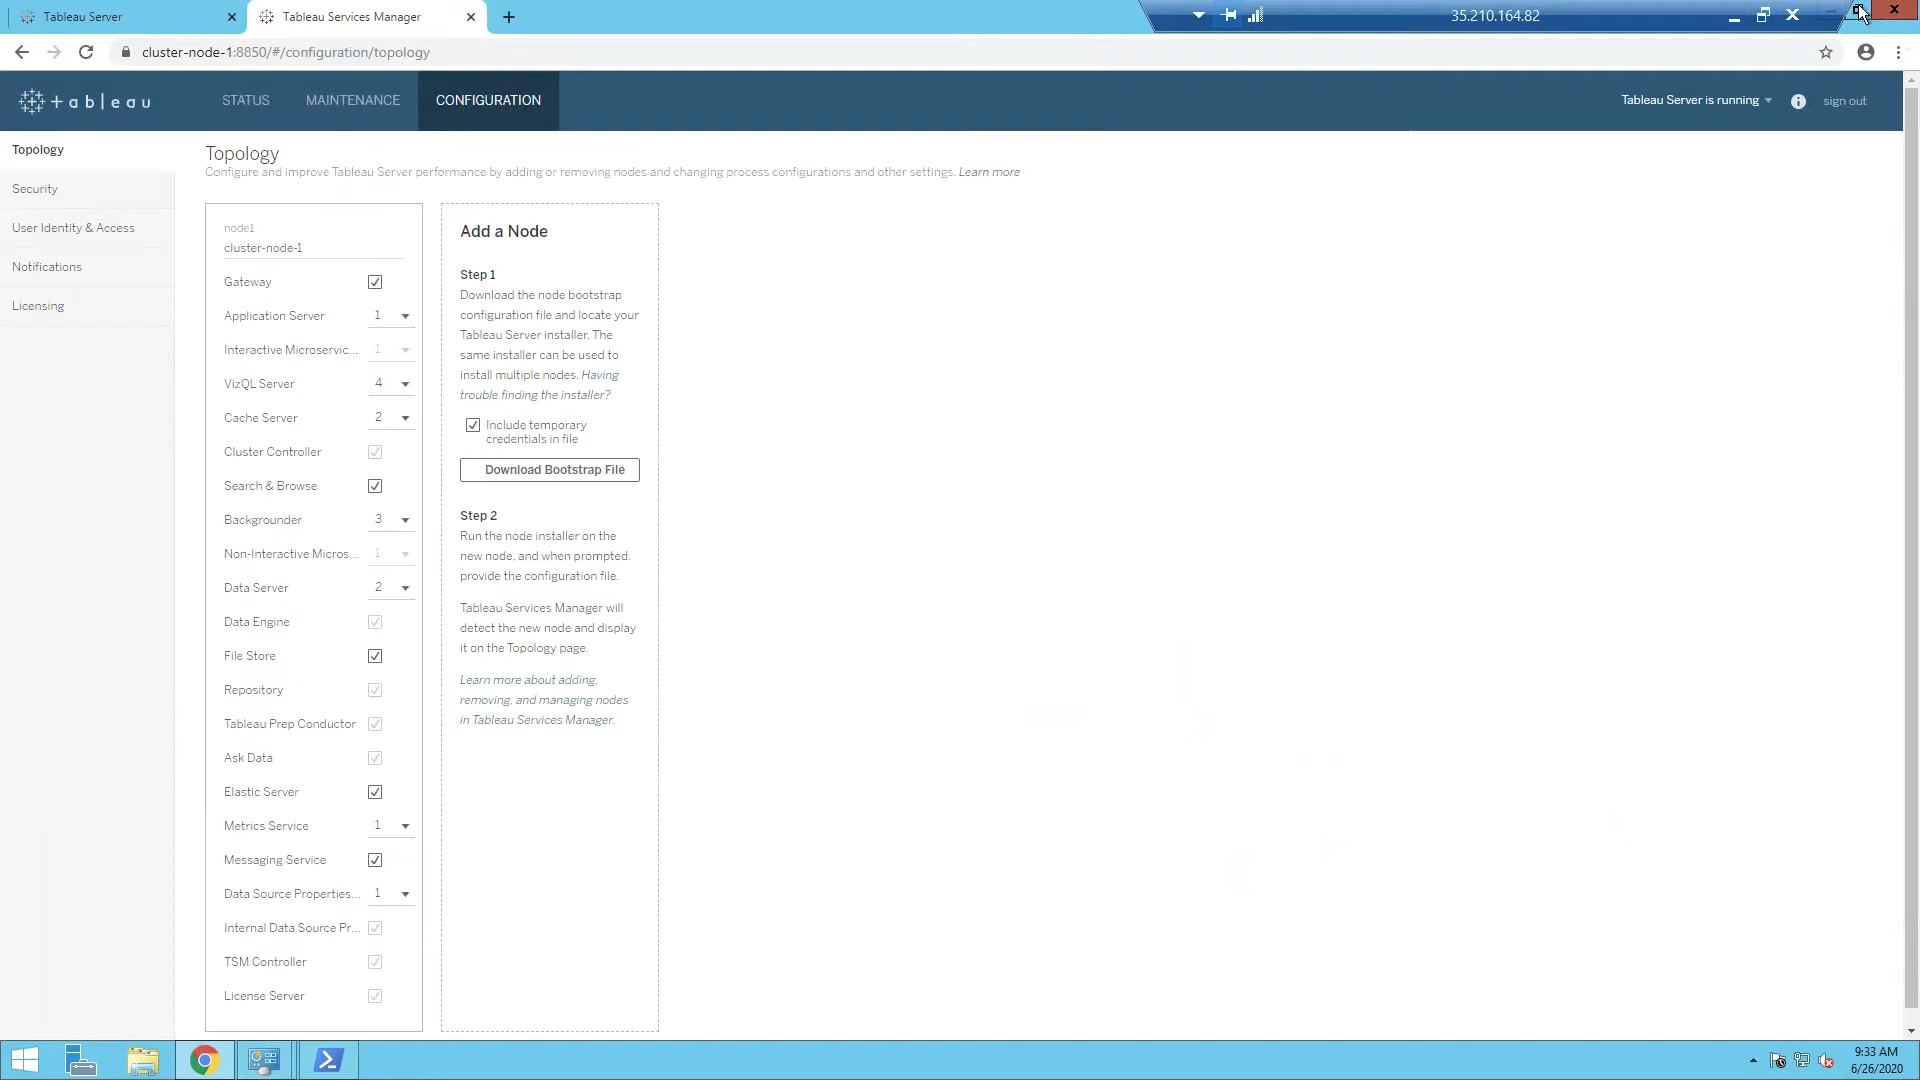 Tableau Server
Tableau Services Manager
35.210.164.82
cluster-node-1:8850/#/configuration/topology
tableau
STATUS
MAINTENANCE
CONFIGURATION
Tableau Server is running
sign out
Topology
Security
User Identity & Access
Notifications
Licensing
Topology
Configure and improve Tableau Server performance by adding or removing nodes and changing process configurations and other settings. Learn more
node1
cluster-node-1
Gateway
Application Server 1
Interactive Microservic... 1
VizQL Server 4
Cache Server 2
Cluster Controller
Search & Browse
Backgrounder 3
Non-Interactive Micros... 1
Data Server 2
Data Engine
File Store
Repository
Tableau Prep Conductor
Ask Data
Elastic Server
Metrics Service 1
Messaging Service
Data Source Properties... 1
Internal Data Source Pr...
TSM Controller
License Server
Add a Node
Step 1
Download the node bootstrap
configuration file and locate your
Tableau Server installer. The
same installer can be used to
install multiple nodes. Having
trouble finding the installer?
Include temporary
credentials in file
Download Bootstrap File
Step 2
Run the node installer on the
new node, and when prompted,
provide the configuration file.
Tableau Services Manager will
detect the new node and display
it on the Topology page.
Learn more about adding,
removing, and managing nodes
in Tableau Services Manager.
9:33 AM
6/26/2020